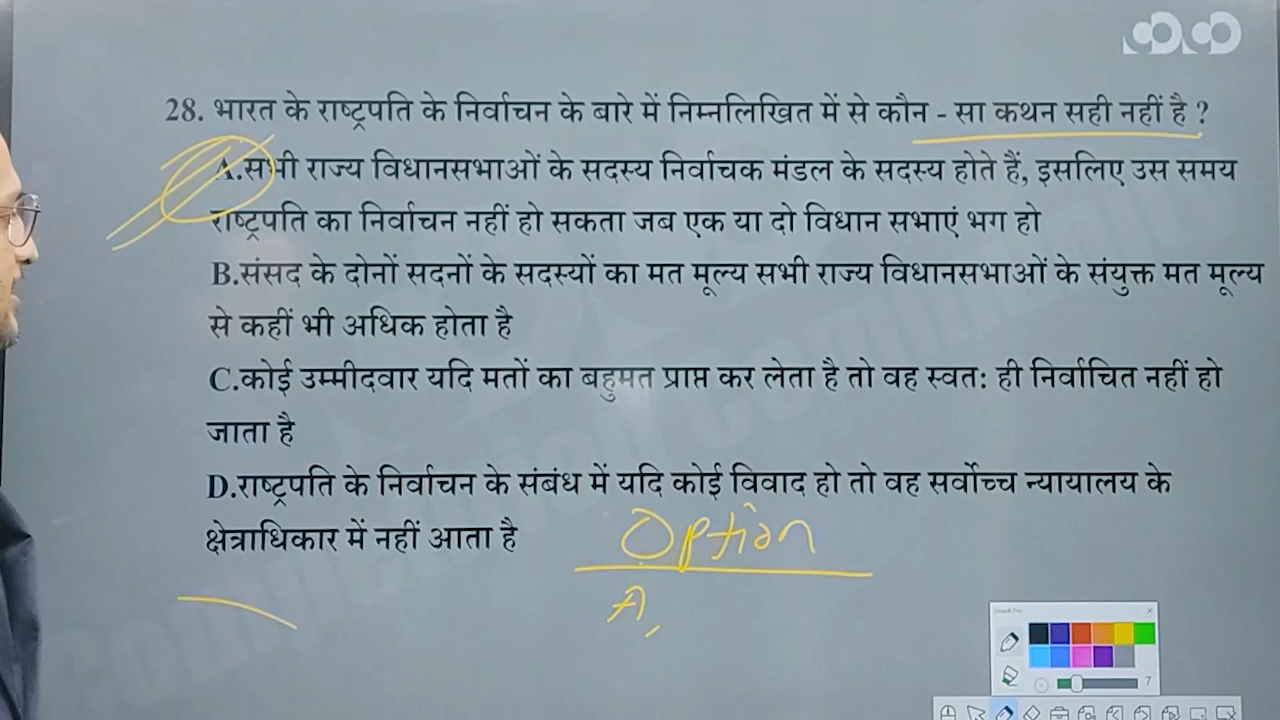 28. भारत के राष्ट्रपति के निर्वाचन के बारे में निम्नलिखित में से कौन - सा कथन सही नहीं है ?
A.सभी राज्य विधानसभाओं के सदस्य निर्वाचक मंडल के सदस्य होते हैं, इसलिए उस समय
राष्ट्रपति का निर्वाचन नहीं हो सकता जब एक या दो विधान सभाएं भग हो
B.संसद के दोनों सदनों के सदस्यों का मत मूल्य सभी राज्य विधानसभाओं के संयुक्त मत मूल्य
से कहीं भी अधिक होता है
C.कोई उम्मीदवार यदि मतों का बहुमत प्राप्त कर लेता है तो वह स्वत: ही निर्वाचित नहीं हो
जाता है
D.राष्ट्रपति के निर्वाचन के संबंध में यदि कोई विवाद हो तो वह सर्वोच्च न्यायालय के
क्षेत्राधिकार में नहीं आता है
Option
A,
7